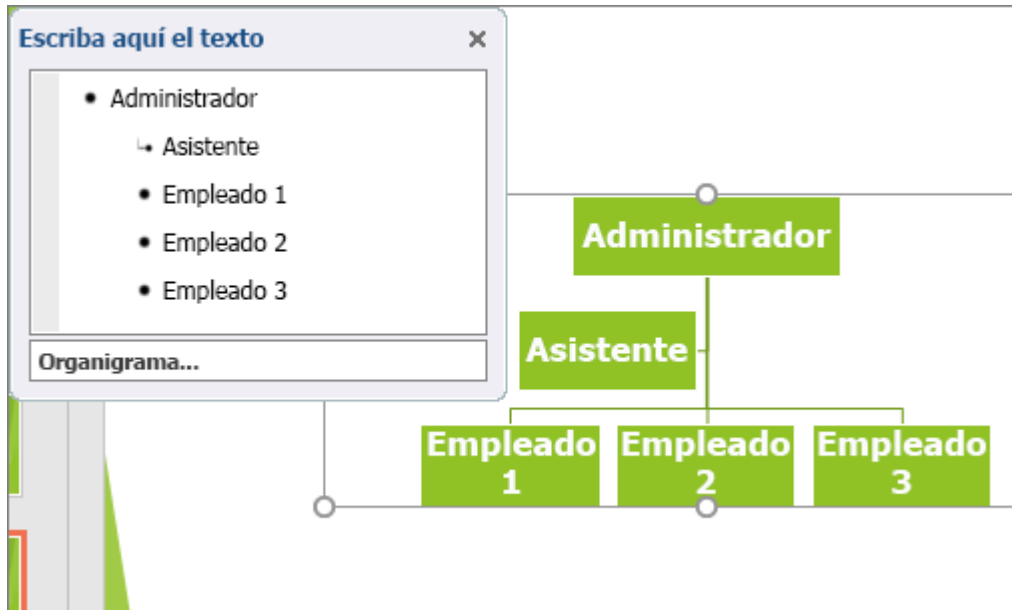 Escriba aquí el texto
Administrador
Asistente
Empleado 1
Empleado 2
Empleado 3
Organigrama...
Administrador
Asistente
Empleado
1
Empleado
2
Empleado
3